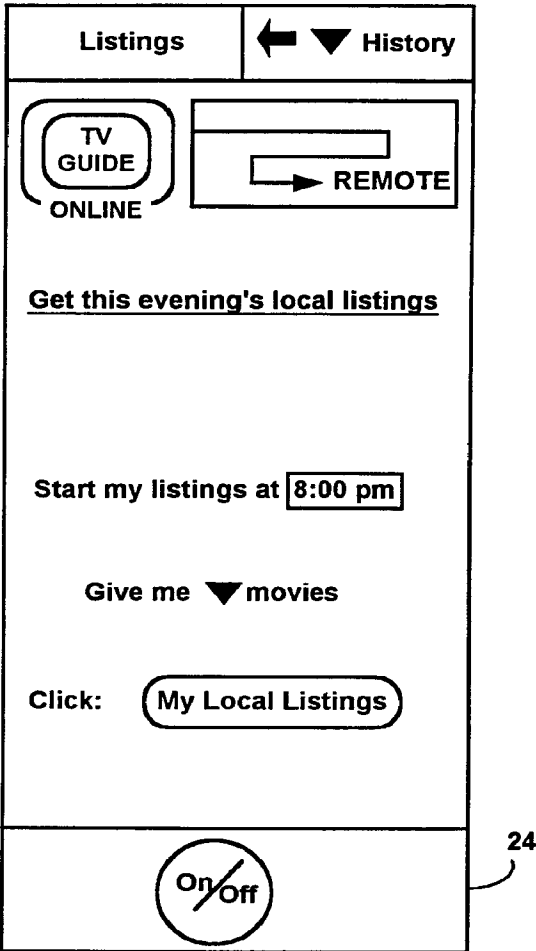 Listings
History
TV
GUIDE
ONLINE
REMOTE
Get this evening's local listings
Start my listings at 8:00 pm
Give me movies
Click: My Local Listings
24
On/Off